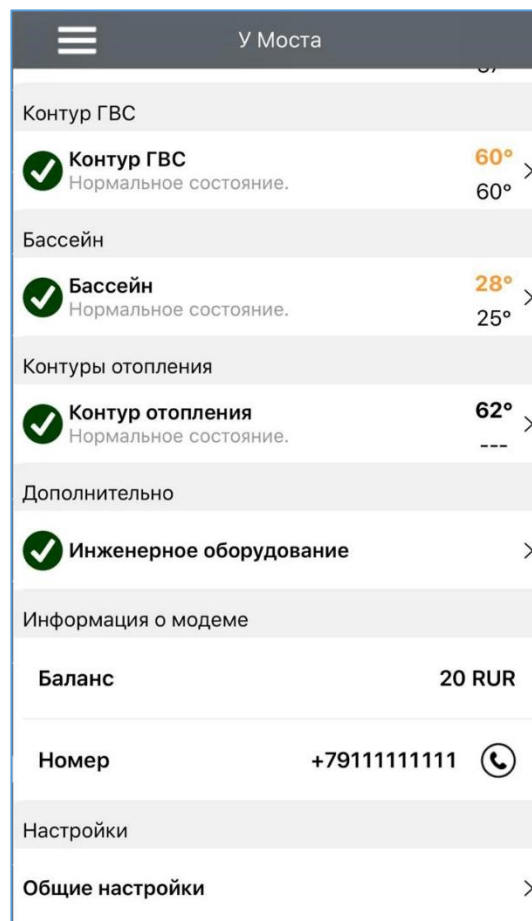 У Моста
Контур ГВС
Контур ГВС
60°
Нормальное состояние.
60°
Бассейн
Бассейн
28°
Нормальное состояние.
25°
Контуры отопления
Контур отопления
62°
Нормальное состояние.
---
Дополнительно
Инженерное оборудование
Информация о модеме
Баланс
20 RUR
Номер
+79111111111
Настройки
Общие настройки